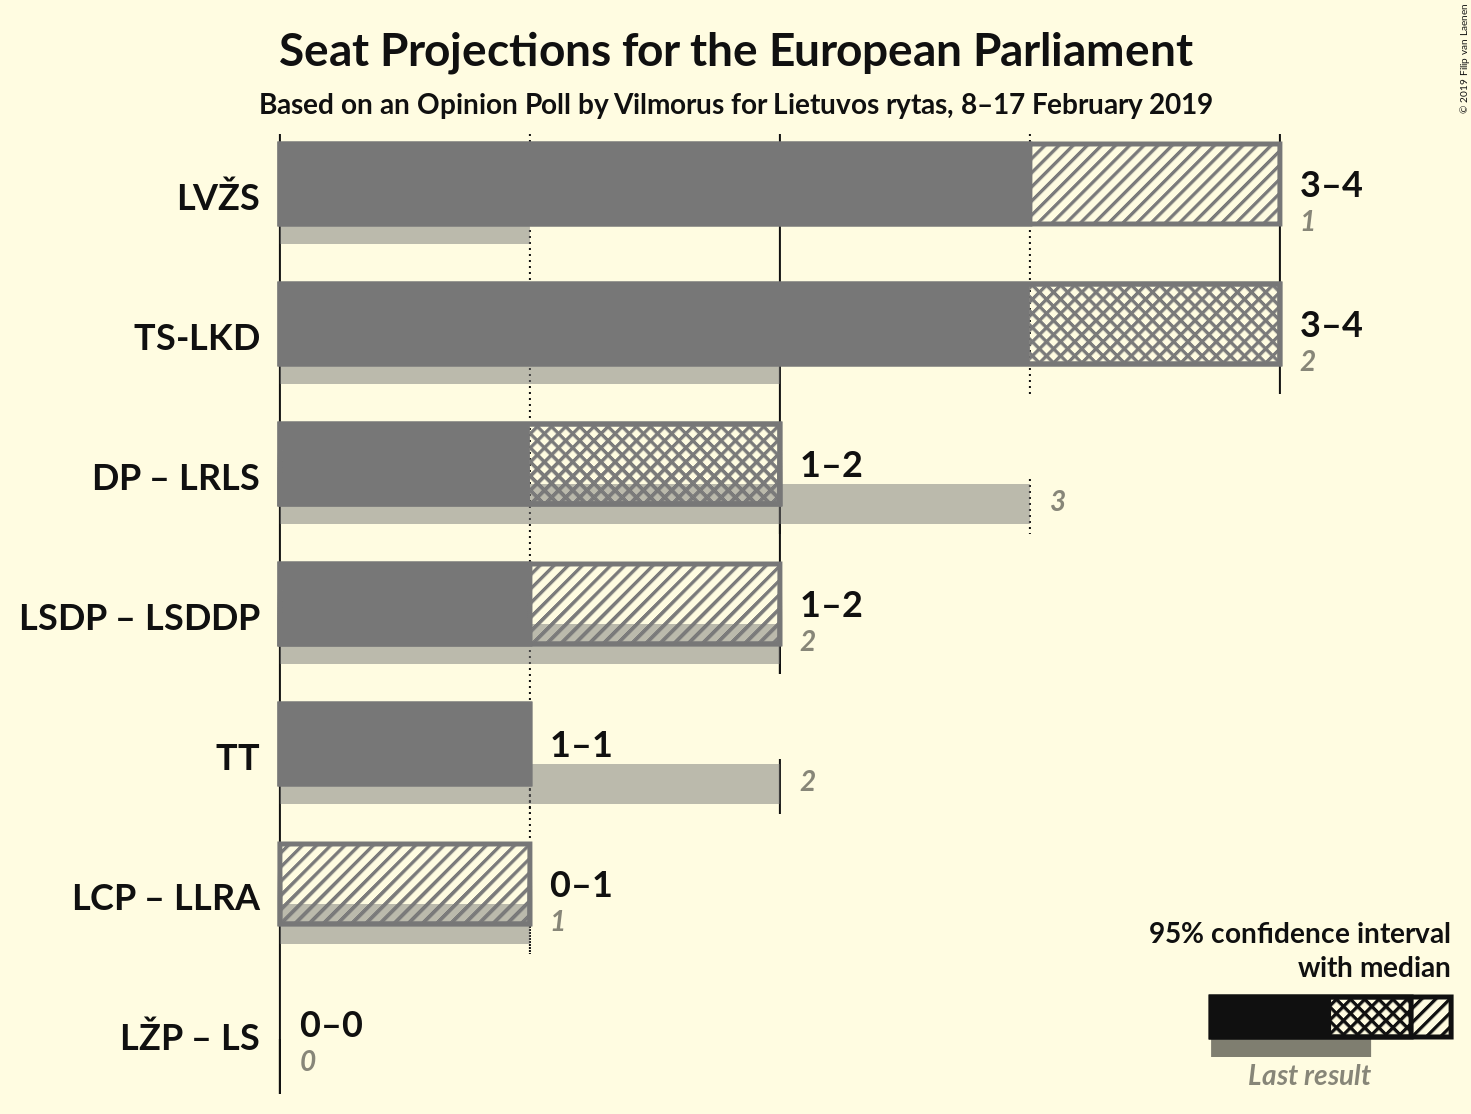 Seat Projections for the European Parliament
Based on an Opinion Poll by Vilmorus for Lietuvos rytas, 8–17 February 2019
© 2019 Filip van Laenen
LVŽS
3–4
1
TS-LKD
3–4
2
DP – LRLS
1–2
3
LSDP – LSDDP
1–2
2
TT
1–1
2
LCP – LLRA
0–1
1
LŽP – LS
0–0
0
95% confidence interval
with median
Last result